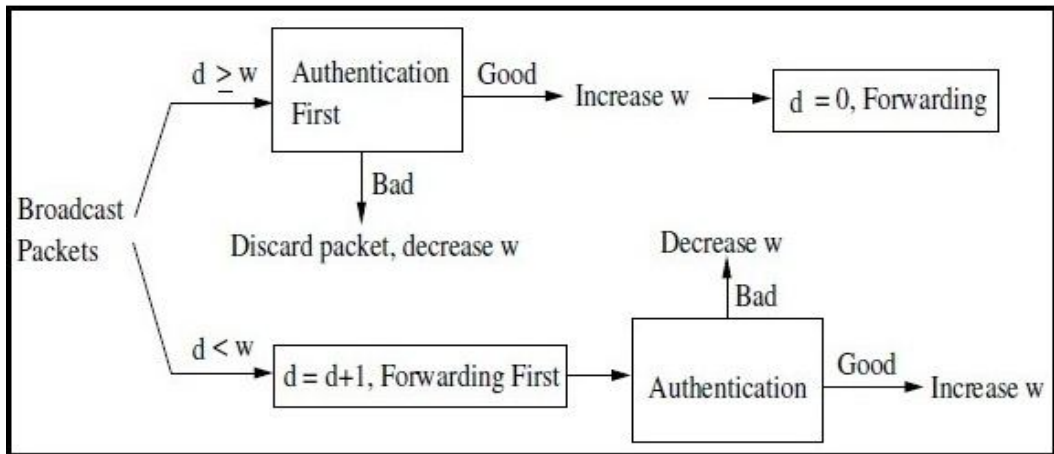 Broadcast
Packets
d ≥ w
Authentication
First
Good
Increase w
d = 0, Forwarding
Bad
Discard packet, decrease w
d < w
d = d+1, Forwarding First
Authentication
Bad
Decrease w
Good
Increase w